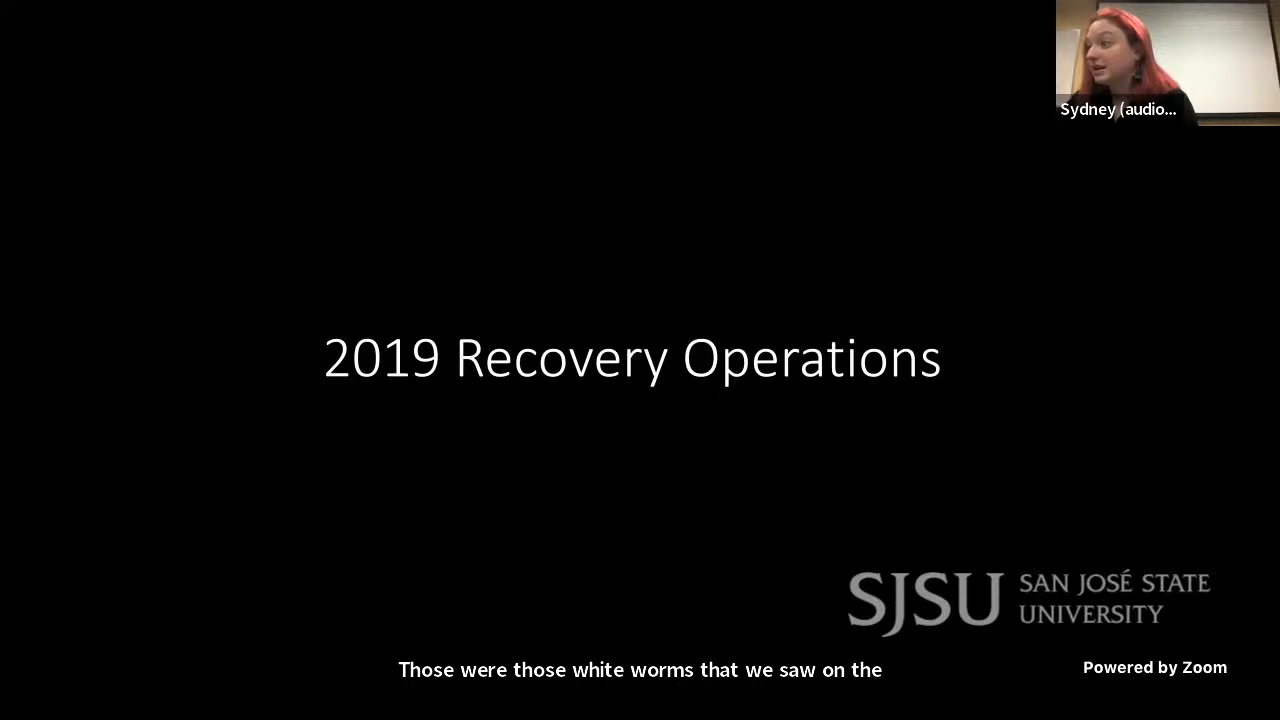 Sydney (audio...
2019 Recovery Operations
SJSU SAN JOSÉ STATE
UNIVERSITY
Those were those white worms that we saw on the
Powered by Zoom